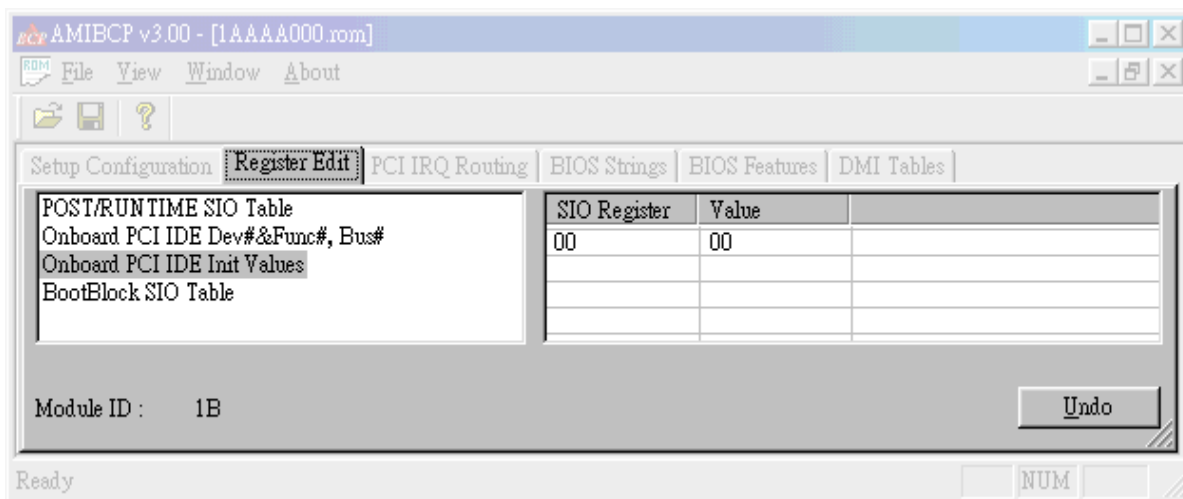 BCP AMIBCP v3.00 - [1AAAA000.rom]
ROM File View Window About
Setup Configuration Register Edit PCI IRQ Routing BIOS Strings BIOS Features DMI Tables
POST/RUNTIME SIO Table
Onboard PCI IDE Dev#&Func#, Bus#
Onboard PCI IDE Init Values
BootBlock SIO Table
SIO Register Value
00 00
Module ID : 1B
Undo
Ready NUM